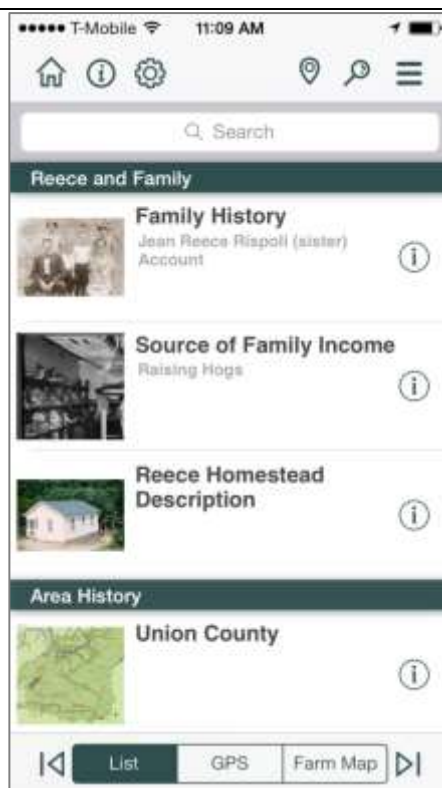 T-Mobile 11:09 AM
Search
Reece and Family
Family History
Jean Reece Rispoli (sister)
Account
Source of Family Income
Raising Hogs
Reece Homestead
Description
Area History
Union County
List GPS Farm Map